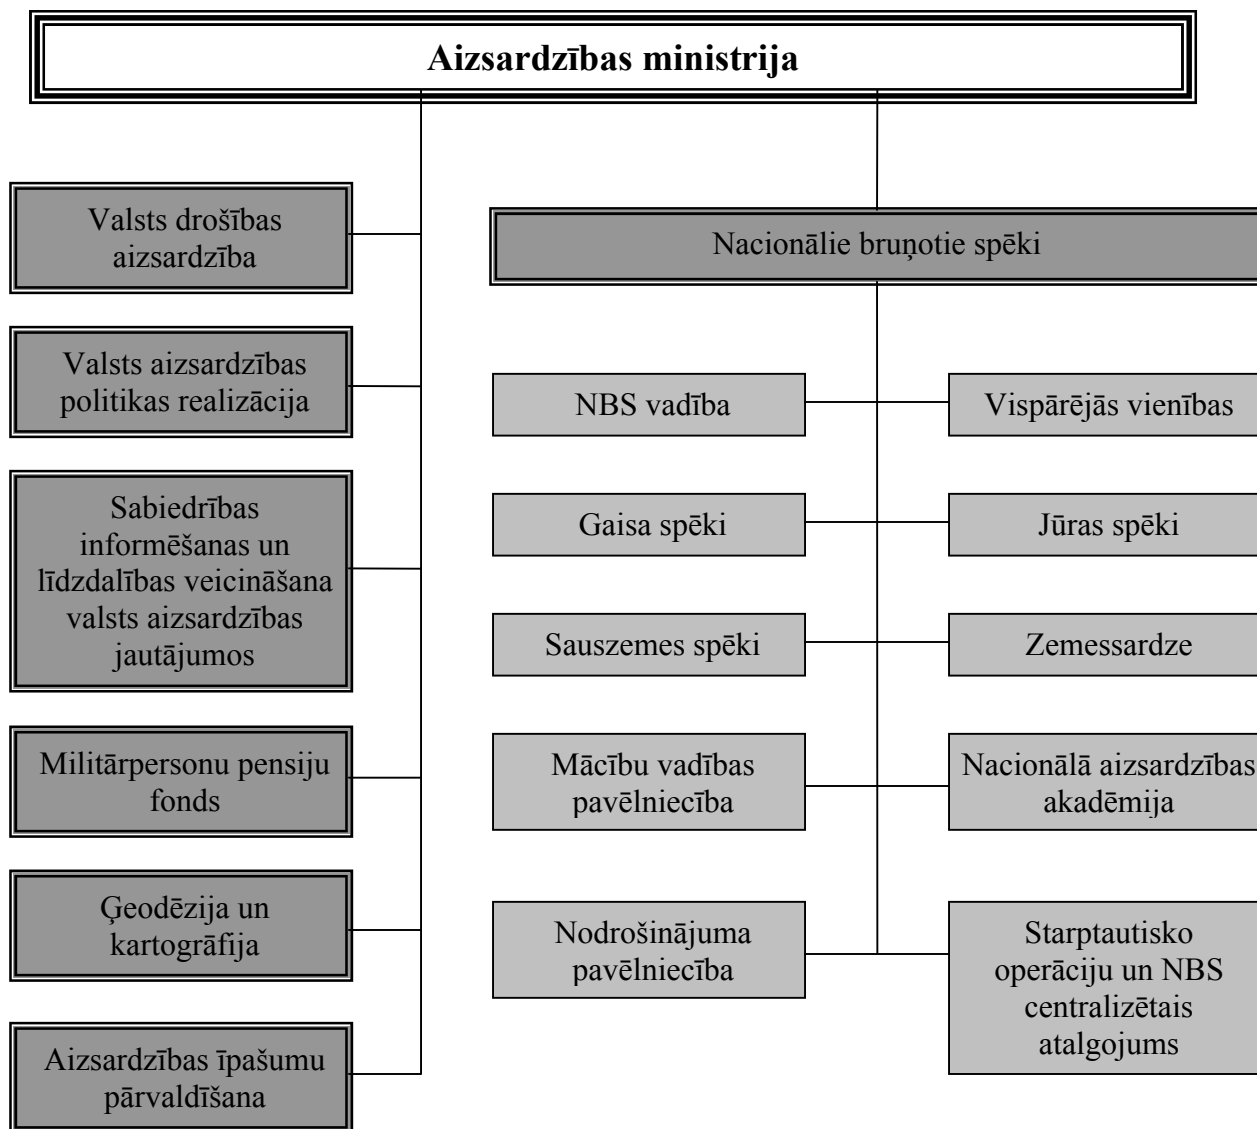 Aizsardzības ministrija
Valsts drošības
aizsardzība
Valsts aizsardzības
politikas realizācija
Sabiedrības
informēšanas un
līdzdalības veicināšana
valsts aizsardzības
jautājumos
Militārpersonu pensiju
fonds
Ģeodēzija un
kartogrāfija
Aizsardzības īpašumu
pārvaldīšana
Nacionālie bruņotie spēki
NBS vadība
Vispārējās vienības
Gaisa spēki
Jūras spēki
Sauszemes spēki
Zemessardze
Mācību vadības
pavēlniecība
Nacionālā aizsardzības
akadēmija
Nodrošinājuma
pavēlniecība
Starptautisko
operāciju un NBS
centralizētais
atalgojums